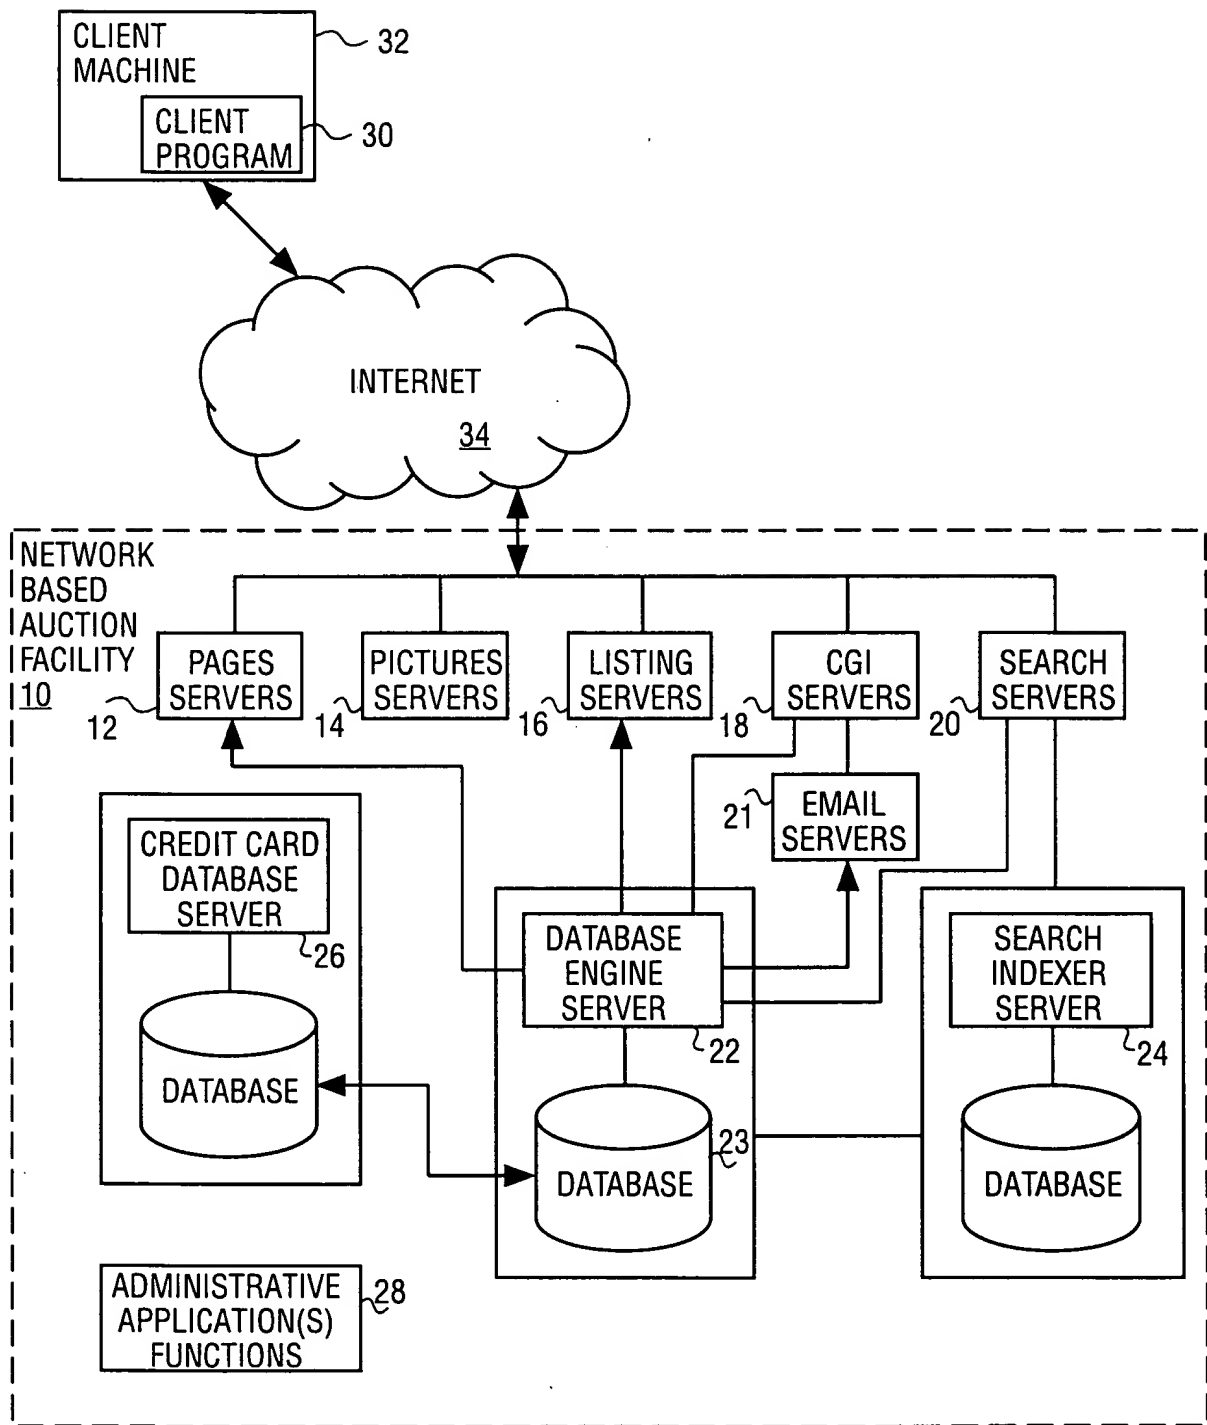 CLIENT
MACHINE
32
CLIENT
PROGRAM
30
INTERNET
34
NETWORK
BASED
AUCTION
FACILITY
10
PAGES
SERVERS
12
PICTURES
SERVERS
14
LISTING
SERVERS
16
CGI
SERVERS
18
SEARCH
SERVERS
20
EMAIL
SERVERS
21
CREDIT CARD
DATABASE
SERVER
26
DATABASE
DATABASE
ENGINE
SERVER
22
DATABASE
23
SEARCH
INDEXER
SERVER
24
DATABASE
ADMINISTRATIVE
APPLICATION(S)
FUNCTIONS
28